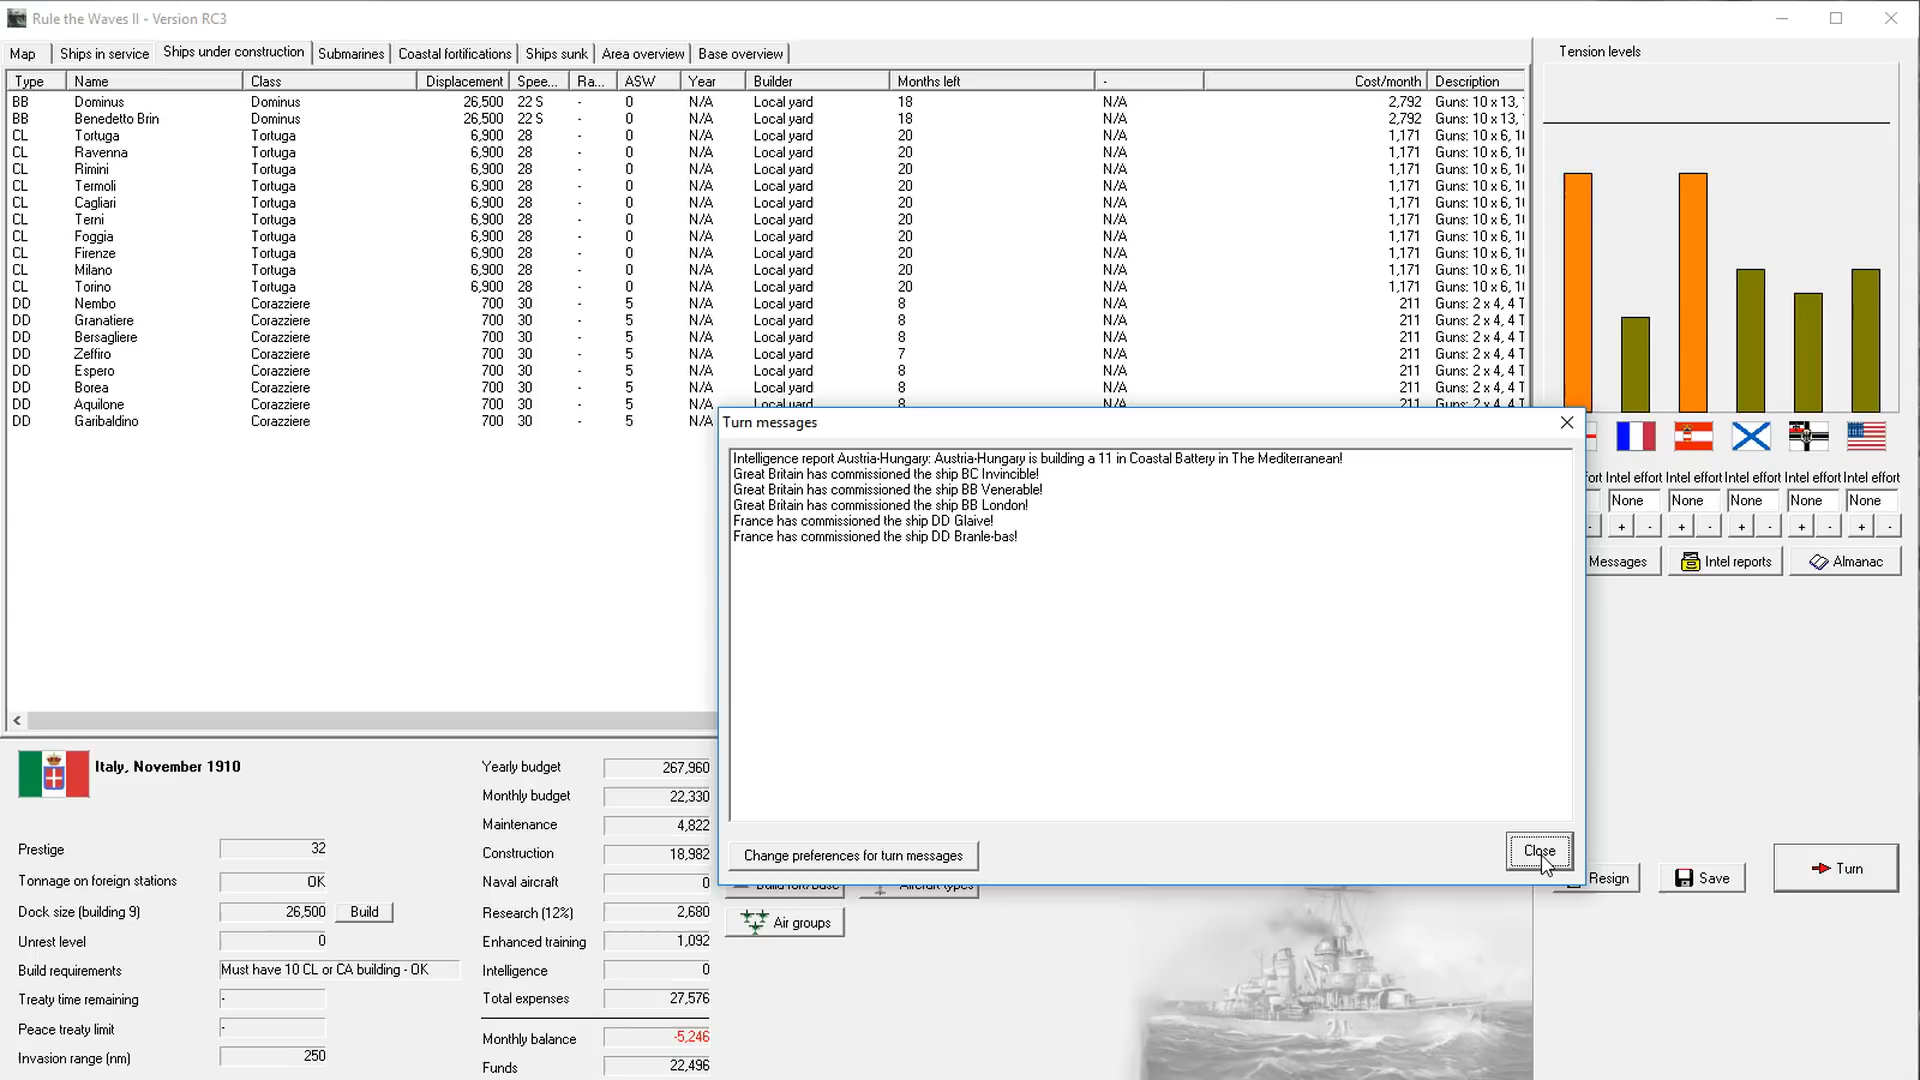 Rule the Waves II - Version RC3
Map Ships in service Ships under construction Submarines Coastal fortifications Ships sunk Area overview Base overview
Type Name Class Displacement Spee... Ra... ASW Year Builder Months left - Cost/month Description
BB Dominus Dominus 26,500 22 S - 0 N/A Local yard 18 N/A 2,792 Guns: 10 x 13,
BB Benedetto Brin Dominus 26,500 22 S - 0 N/A Local yard 18 N/A 2,792 Guns: 10 x 13,
CL Tortuga Tortuga 6,900 28 - 0 N/A Local yard 20 N/A 1,171 Guns: 10 x 6, 1
CL Ravenna Tortuga 6,900 28 - 0 N/A Local yard 20 N/A 1,171 Guns: 10 x 6, 1
CL Rimini Tortuga 6,900 28 - 0 N/A Local yard 20 N/A 1,171 Guns: 10 x 6, 1
CL Termoli Tortuga 6,900 28 - 0 N/A Local yard 20 N/A 1,171 Guns: 10 x 6, 1
CL Cagliari Tortuga 6,900 28 - 0 N/A Local yard 20 N/A 1,171 Guns: 10 x 6, 1
CL Terni Tortuga 6,900 28 - 0 N/A Local yard 20 N/A 1,171 Guns: 10 x 6, 1
CL Foggia Tortuga 6,900 28 - 0 N/A Local yard 20 N/A 1,171 Guns: 10 x 6, 1
CL Firenze Tortuga 6,900 28 - 0 N/A Local yard 20 N/A 1,171 Guns: 10 x 6, 1
CL Milano Tortuga 6,900 28 - 0 N/A Local yard 20 N/A 1,171 Guns: 10 x 6, 1
CL Torino Tortuga 6,900 28 - 0 N/A Local yard 20 N/A 1,171 Guns: 10 x 6, 1
DD Nembo Corazziere 700 30 - 5 N/A Local yard 8 N/A 211 Guns: 2 x 4, 4 T
DD Granatiere Corazziere 700 30 - 5 N/A Local yard 8 N/A 211 Guns: 2 x 4, 4 T
DD Bersagliere Corazziere 700 30 - 5 N/A Local yard 8 N/A 211 Guns: 2 x 4, 4 T
DD Zeffiro Corazziere 700 30 - 5 N/A Local yard 7 N/A 211 Guns: 2 x 4, 4 T
DD Espero Corazziere 700 30 - 5 N/A Local yard 8 N/A 211 Guns: 2 x 4, 4 T
DD Borea Corazziere 700 30 - 5 N/A Local yard 8 N/A 211 Guns: 2 x 4, 4 T
DD Aquilone Corazziere 700 30 - 5 N/A Local yard 8 N/A 211 Guns: 2 x 4, 4 T
DD Garibaldino Corazziere 700 30 - 5 N/A
Tension levels
Intel effort Intel effort Intel effort Intel effort Intel effort
None None None None None
- + - + - + - + - + -
Messages Intel reports Almanac
Turn messages
Intelligence report Austria-Hungary: Austria-Hungary is building a 11 in Coastal Battery in The Mediterranean!
Great Britain has commissioned the ship BC Invincible!
Great Britain has commissioned the ship BB Venerable!
Great Britain has commissioned the ship BB London!
France has commissioned the ship DD Glaive!
France has commissioned the ship DD Branle-bas!
Change preferences for turn messages Close
Build fort/base Aircraft types
Air groups
Resign Save Turn
Italy, November 1910
Prestige 32
Tonnage on foreign stations OK
Dock size (building 9) 26,500 Build
Unrest level 0
Build requirements Must have 10 CL or CA building - OK
Treaty time remaining -
Peace treaty limit -
Invasion range (nm) 250
Yearly budget 267,960
Monthly budget 22,330
Maintenance 4,822
Construction 18,982
Naval aircraft 0
Research (12%) 2,680
Enhanced training 1,092
Intelligence 0
Total expenses 27,576
Monthly balance -5,246
Funds 22,496